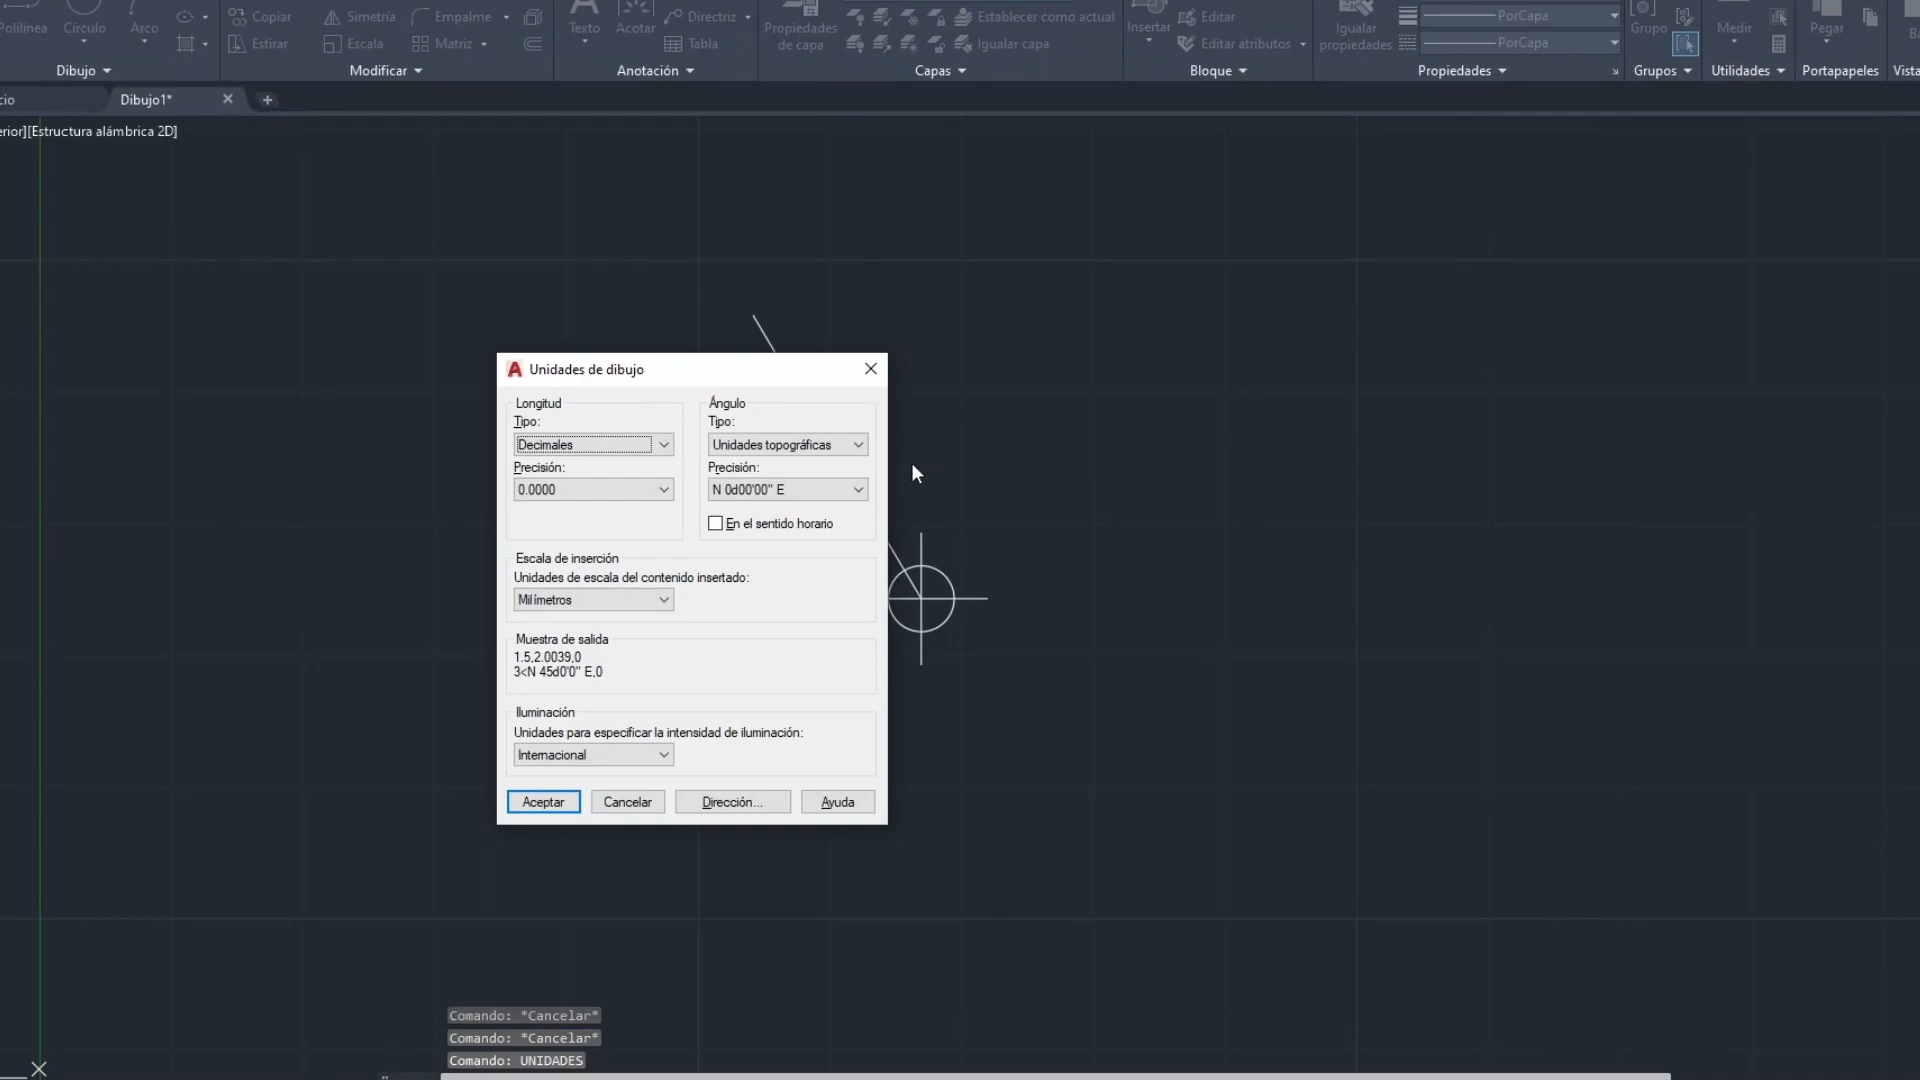 Polilínea Círculo Arco Copiar Simetría Empalme Texto Acotar Directriz Propiedades de capa Establecer como actual Insertar Editar Igualar propiedades PorCapa Grupo Medir Pegar
Estirar Escala Matriz Tabla Igualar capa Editar atributos PorCapa
Dibujo Modificar Anotación Capas Bloque Propiedades Grupos Utilidades Portapapeles Vista
cio Dibujo1* +
erior][Estructura alámbrica 2D]
Unidades de dibujo
Longitud
Tipo:
Decimales
Precisión:
0.0000
Ángulo
Tipo:
Unidades topográficas
Precisión:
N 0d00'00" E
En el sentido horario
Escala de inserción
Unidades de escala del contenido insertado:
Milímetros
Muestra de salida
1.5,2.0039,0
3<N 45d0'0" E,0
Iluminación
Unidades para especificar la intensidad de iluminación:
Internacional
Aceptar Cancelar Dirección... Ayuda
Comando: *Cancelar*
Comando: *Cancelar*
Comando: UNIDADES